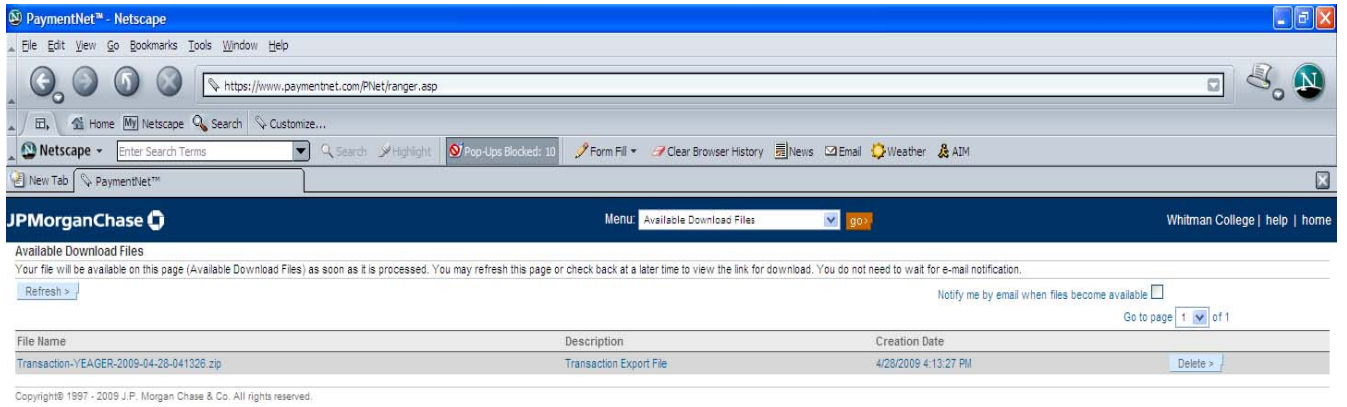 PaymentNet™ - Netscape
File Edit View Go Bookmarks Tools Window Help
https://www.paymentnet.com/PNet/ranger.asp
N
Home My Netscape Search Customize...
Netscape Enter Search Terms Search Highlight Pop-Ups Blocked: 10 Form Fill Clear Browser History News Email Weather AIM
New Tab PaymentNet™
JPMorganChase Menu: Available Download Files go> Whitman College | help | home
Available Download Files
Your file will be available on this page (Available Download Files) as soon as it is processed. You may refresh this page or check back at a later time to view the link for download. You do not need to wait for e-mail notification.
Refresh > Notify me by email when files become available
Go to page 1 of 1
File Name Description Creation Date
Transaction-YEAGER-2009-04-28-041326.zip Transaction Export File 4/28/2009 4:13:27 PM Delete >
Copyright® 1997 - 2009 J.P. Morgan Chase & Co. All rights reserved.